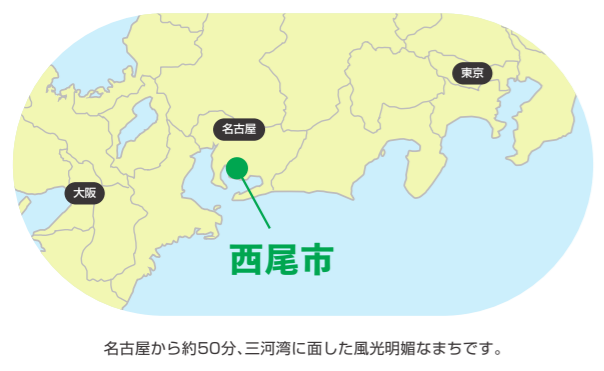 東京
名古屋
大阪
西尾市
名古屋から約50分、三河湾に面した風光明媚なまちです。